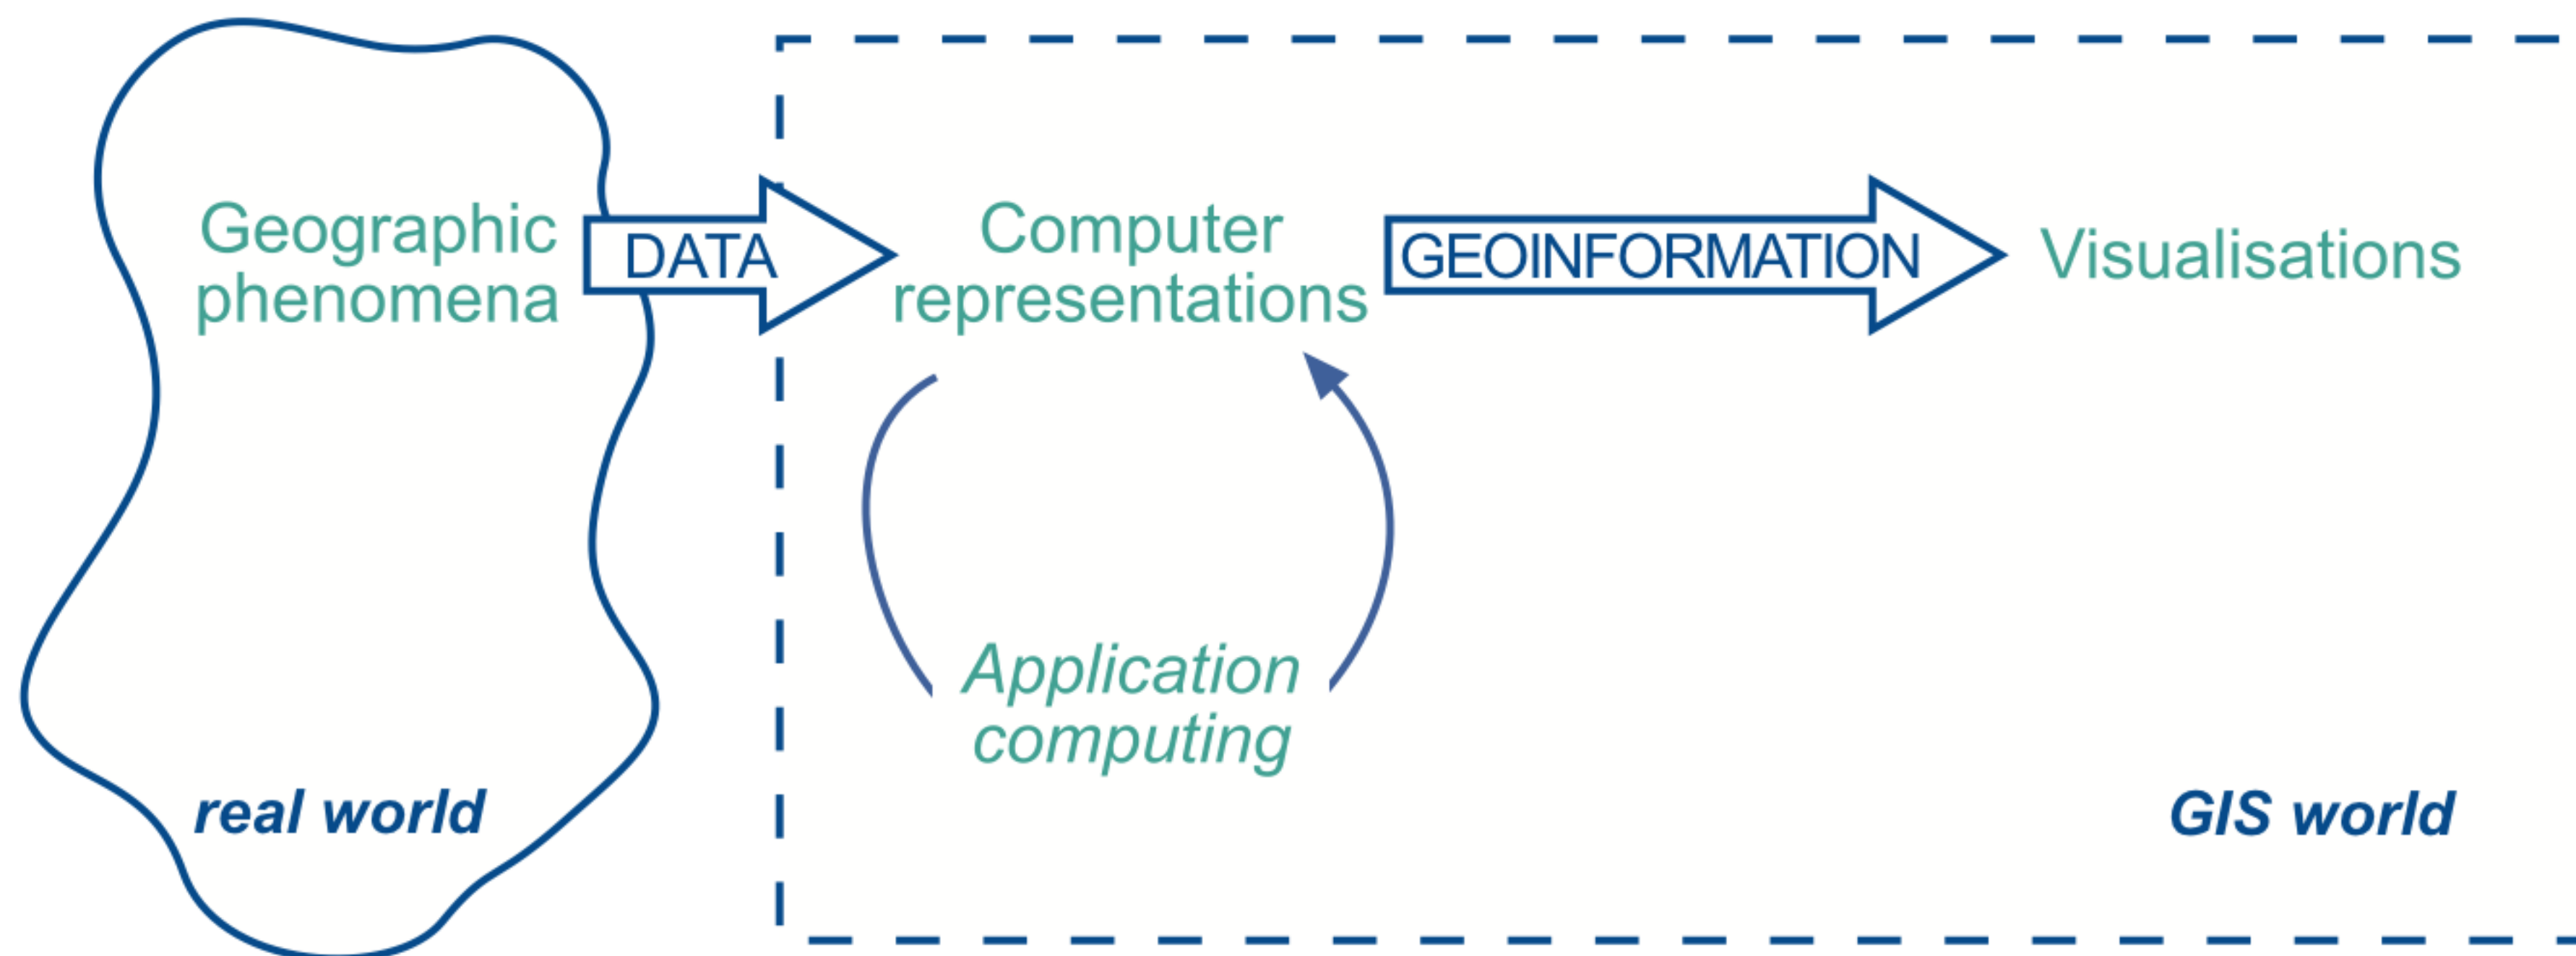 Geographic
phenomena
DATA
Computer
representations
GEOINFORMATION
Visualisations
Application
computing
real world
GIS world